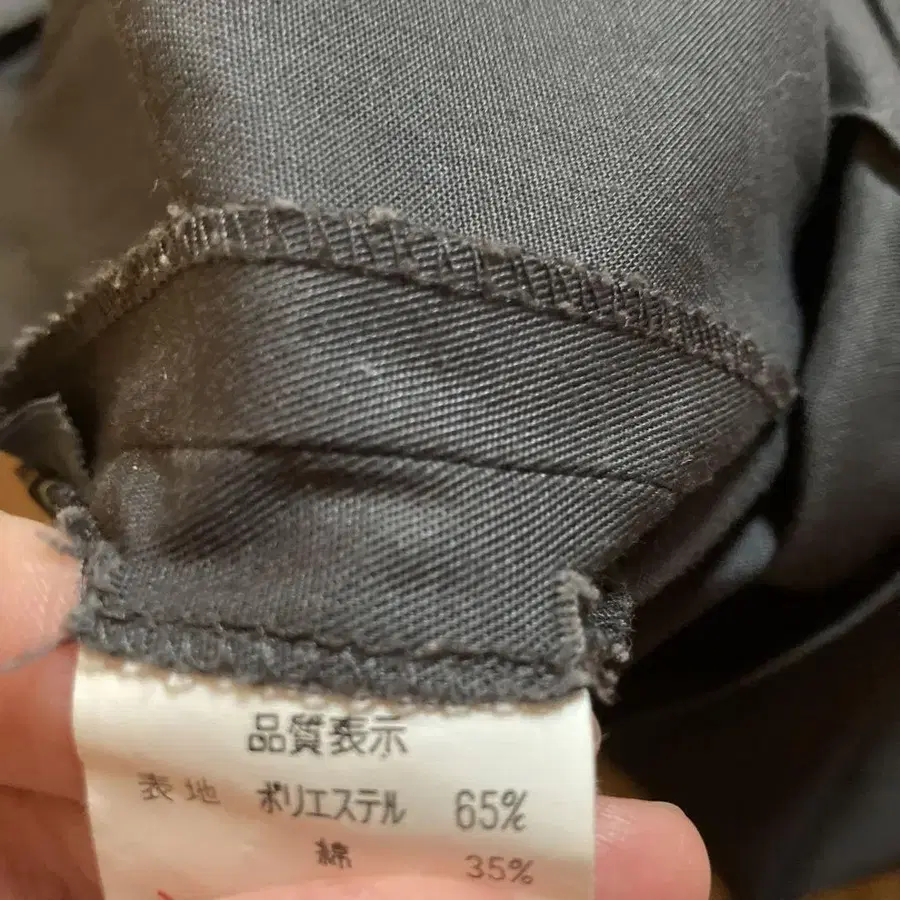 品質表示
表地 ポリエステル 65%
綿 35%